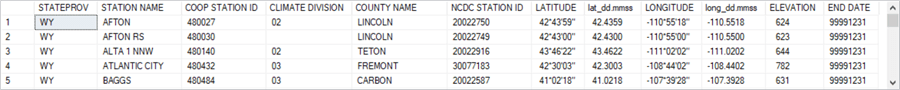 STATEPROV STATION NAME COOP STATION ID CLIMATE DIVISION COUNTY NAME NCDC STATION ID LATITUDE lat_dd.mmss LONGITUDE long_dd.mmss ELEVATION END DATE
1 WY AFTON 480027 02 LINCOLN 20022750 42°43'59" 42.4359 -110°55'18" -110.5518 624 99991231
2 WY AFTON RS 480030 LINCOLN 20022749 42°43'00" 42.4300 -110°55'00" -110.5500 623 99991231
3 WY ALTA 1 NNW 480140 02 TETON 20022916 43°46'22" 43.4622 -111°02'02" -111.0202 644 99991231
4 WY ATLANTIC CITY 480432 03 FREMONT 30077183 42°30'03" 42.3003 -108°44'02" -108.4402 782 99991231
5 WY BAGGS 480484 03 CARBON 20022587 41°02'18" 41.0218 -107°39'28" -107.3928 631 99991231